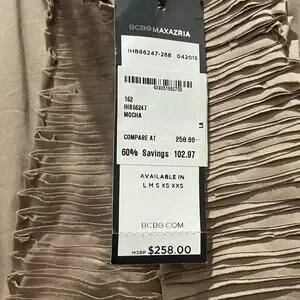 BCBGMAXAZRIA
IHB66247-268 042015
162
IHB66247
MOCHA
LA
COMPARE AT 258.00
60% Savings 102.97
AVAILABLE IN
L M S XS XXS
BCBG.COM
MSRP $258.00